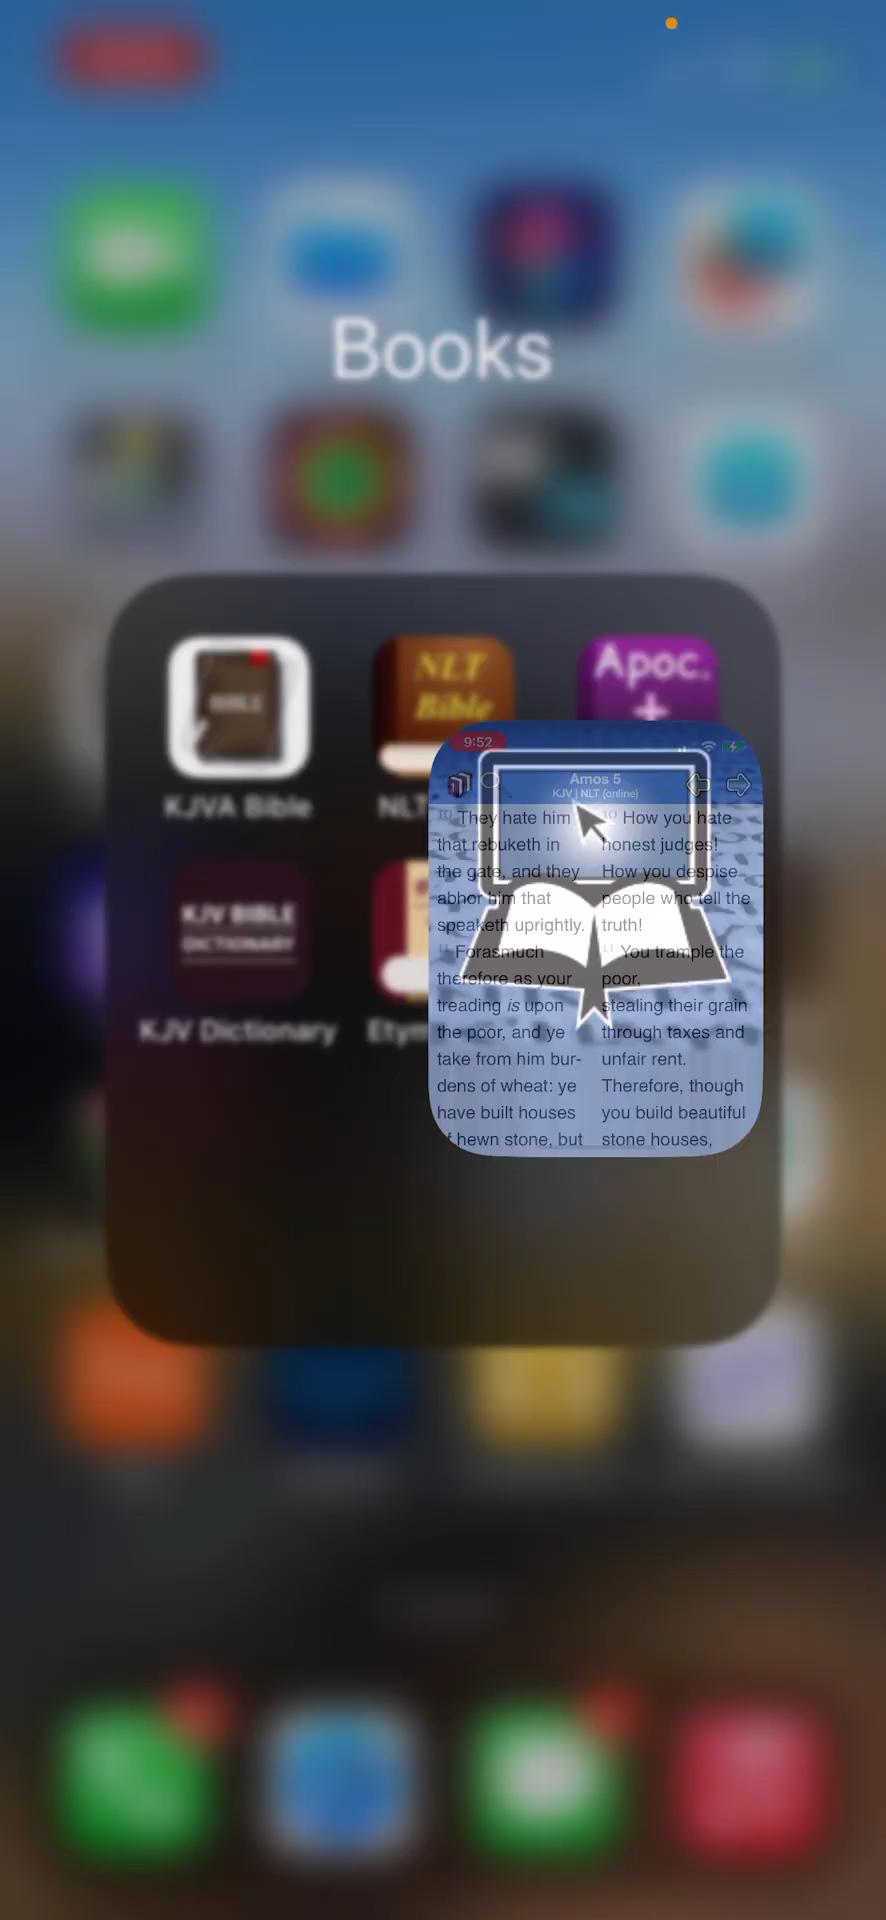 Books
BIBLE
NLT
Bible
Apoc.
+
KJVA Bible
NLT
9:52
Amos 5
KJV | NLT (online)
10 They hate him
that rebuketh in
the gate, and they
abhor him that
speaketh uprightly.
11 Forasmuch
therefore as your
treading is upon
the poor, and ye
take from him bur-
dens of wheat: ye
have built houses
of hewn stone, but
10 How you hate
honest judges!
How you despise
people who tell the
truth!
11 You trample the
poor,
stealing their grain
through taxes and
unfair rent.
Therefore, though
you build beautiful
stone houses,
KJV BIBLE
DICTIONARY
KJV Dictionary
Etym